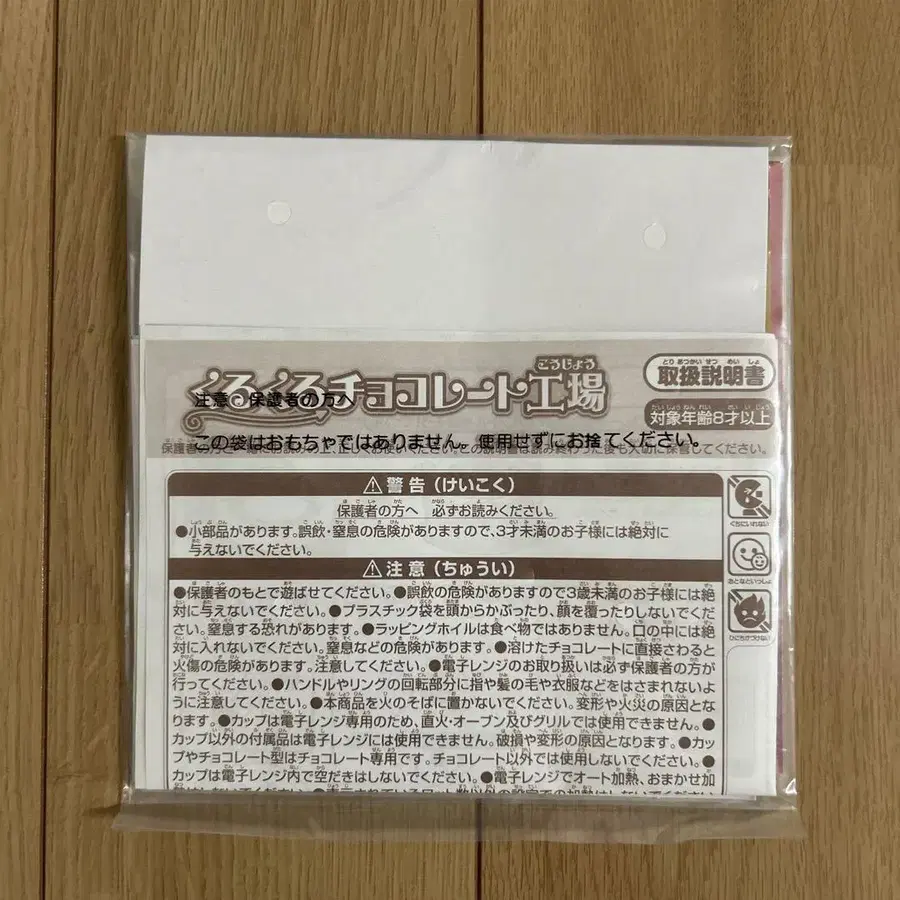 くるくるチョコレート工場
取扱説明書
対象年齢8才以上
注意:保護者の方へ
この袋はおもちゃではありません。使用せずにお捨てください。
⚠警告(けいこく)
保護者の方へ 必ずお読みください。
●小部品があります。誤飲・窒息の危険がありますので、3才未満のお子様には絶対に
与えないでください。
⚠注意(ちゅうい)
●保護者のもとで遊ばせてください。●誤飲の危険がありますので3歳未満のお子様には絶
対に与えないでください。●プラスチック袋を頭からかぶったり、顔を覆ったりしないでくだ
さい。窒息する恐れがあります。●ラッピングホイルは食べ物ではありません。口の中には絶
対に入れないでください。窒息などの危険があります。●溶けたチョコレートに直接さわると
火傷の危険があります。注意してください。●電子レンジのお取り扱いは必ず保護者の方が
行ってください。●ハンドルやリングの回転部分に指や髪の毛や衣服などをはさまれないよ
うに注意してください。●本商品を火のそばに置かないでください。変形や火災の原因とな
ります。●カップは電子レンジ専用のため、直火・オーブン及びグリルでは使用できません。●
カップ以外の付属品は電子レンジには使用できません。破損や変形の原因となります。●カッ
プやチョコレート型はチョコレート専用です。チョコレート以外では使用しないでください。●
カップは電子レンジ内で空だきはしないでください。●電子レンジでオート加熱、おまかせ加
くちにいれない
おとなといっしょ
ひにちかづけない